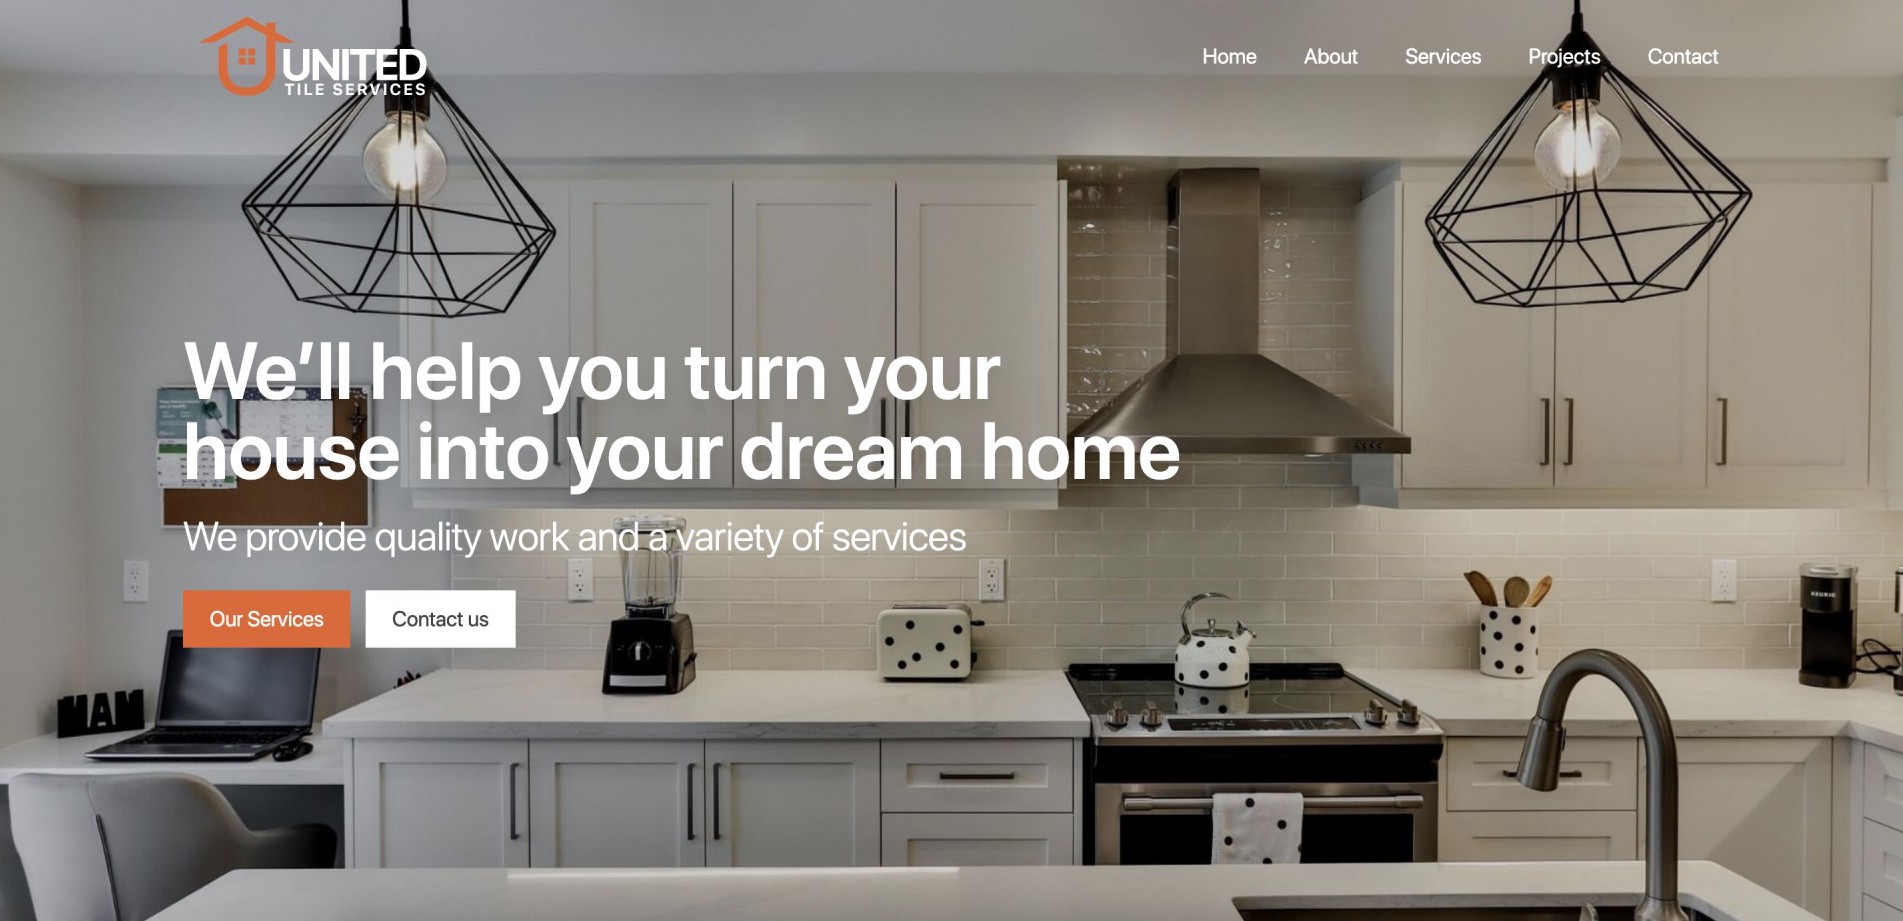 UNITED
TILE SERVICES
Home About Services Projects Contact
We’ll help you turn your
house into your dream home
We provide quality work and a variety of services
Our Services Contact us
KEURIG